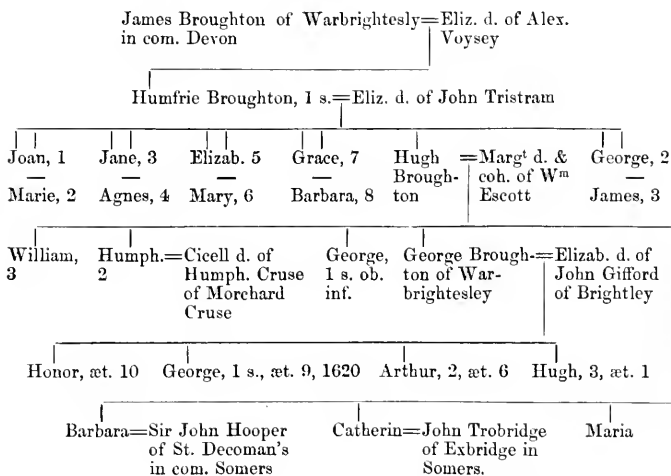 James Broughton of Warbrightesly=Eliz. d. of Alex.
in com. Devon Voysey
Humfrie Broughton, 1 s.=Eliz. d. of John Tristram
Joan, 1 Jane, 3 Elizab. 5 Grace, 7 Hugh =Margt d. & George, 2
— — — — Brough- coh. of Wm —
Marie, 2 Agnes, 4 Mary, 6 Barbara, 8 ton Escott James, 3
William, Humph.=Cicell d. of George, George Brough-=Elizab. d. of
3 2 Humph. Cruse 1 s. ob. ton of War- John Gifford
of Morchard inf. brightesley of Brightley
Cruse
Honor, æt. 10 George, 1 s., æt. 9, 1620 Arthur, 2, æt. 6 Hugh, 3, æt. 1
Barbara=Sir John Hooper Catherin=John Trobridge Maria
of St. Decoman's of Exbridge in
in com. Somers Somers.